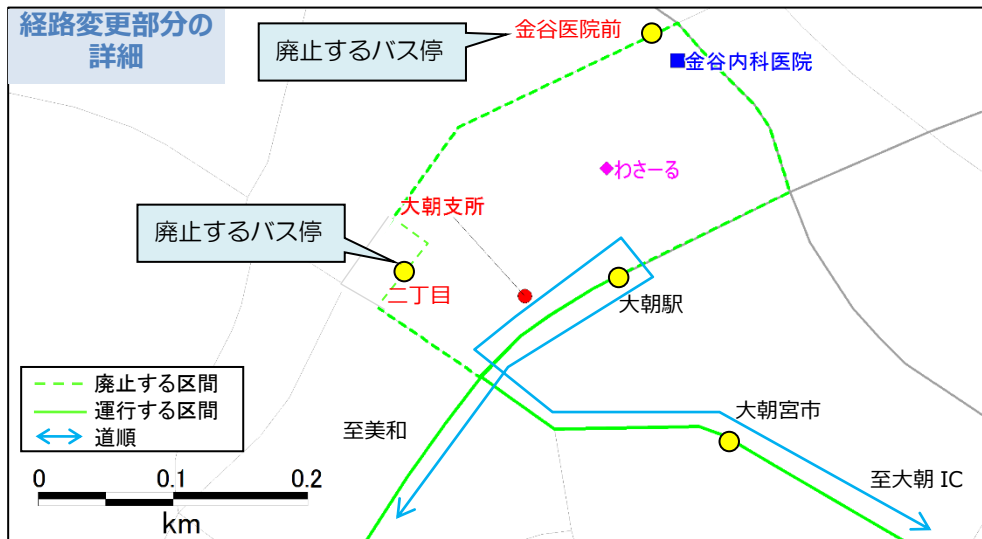 経路変更部分の
詳細
廃止するバス停
金谷医院前
金谷内科医院
わさーる
大朝支所
廃止するバス停
二丁目
大朝駅
廃止する区間
運行する区間
道順
至美和
大朝宮市
至大朝 IC
0 0.1 0.2
km